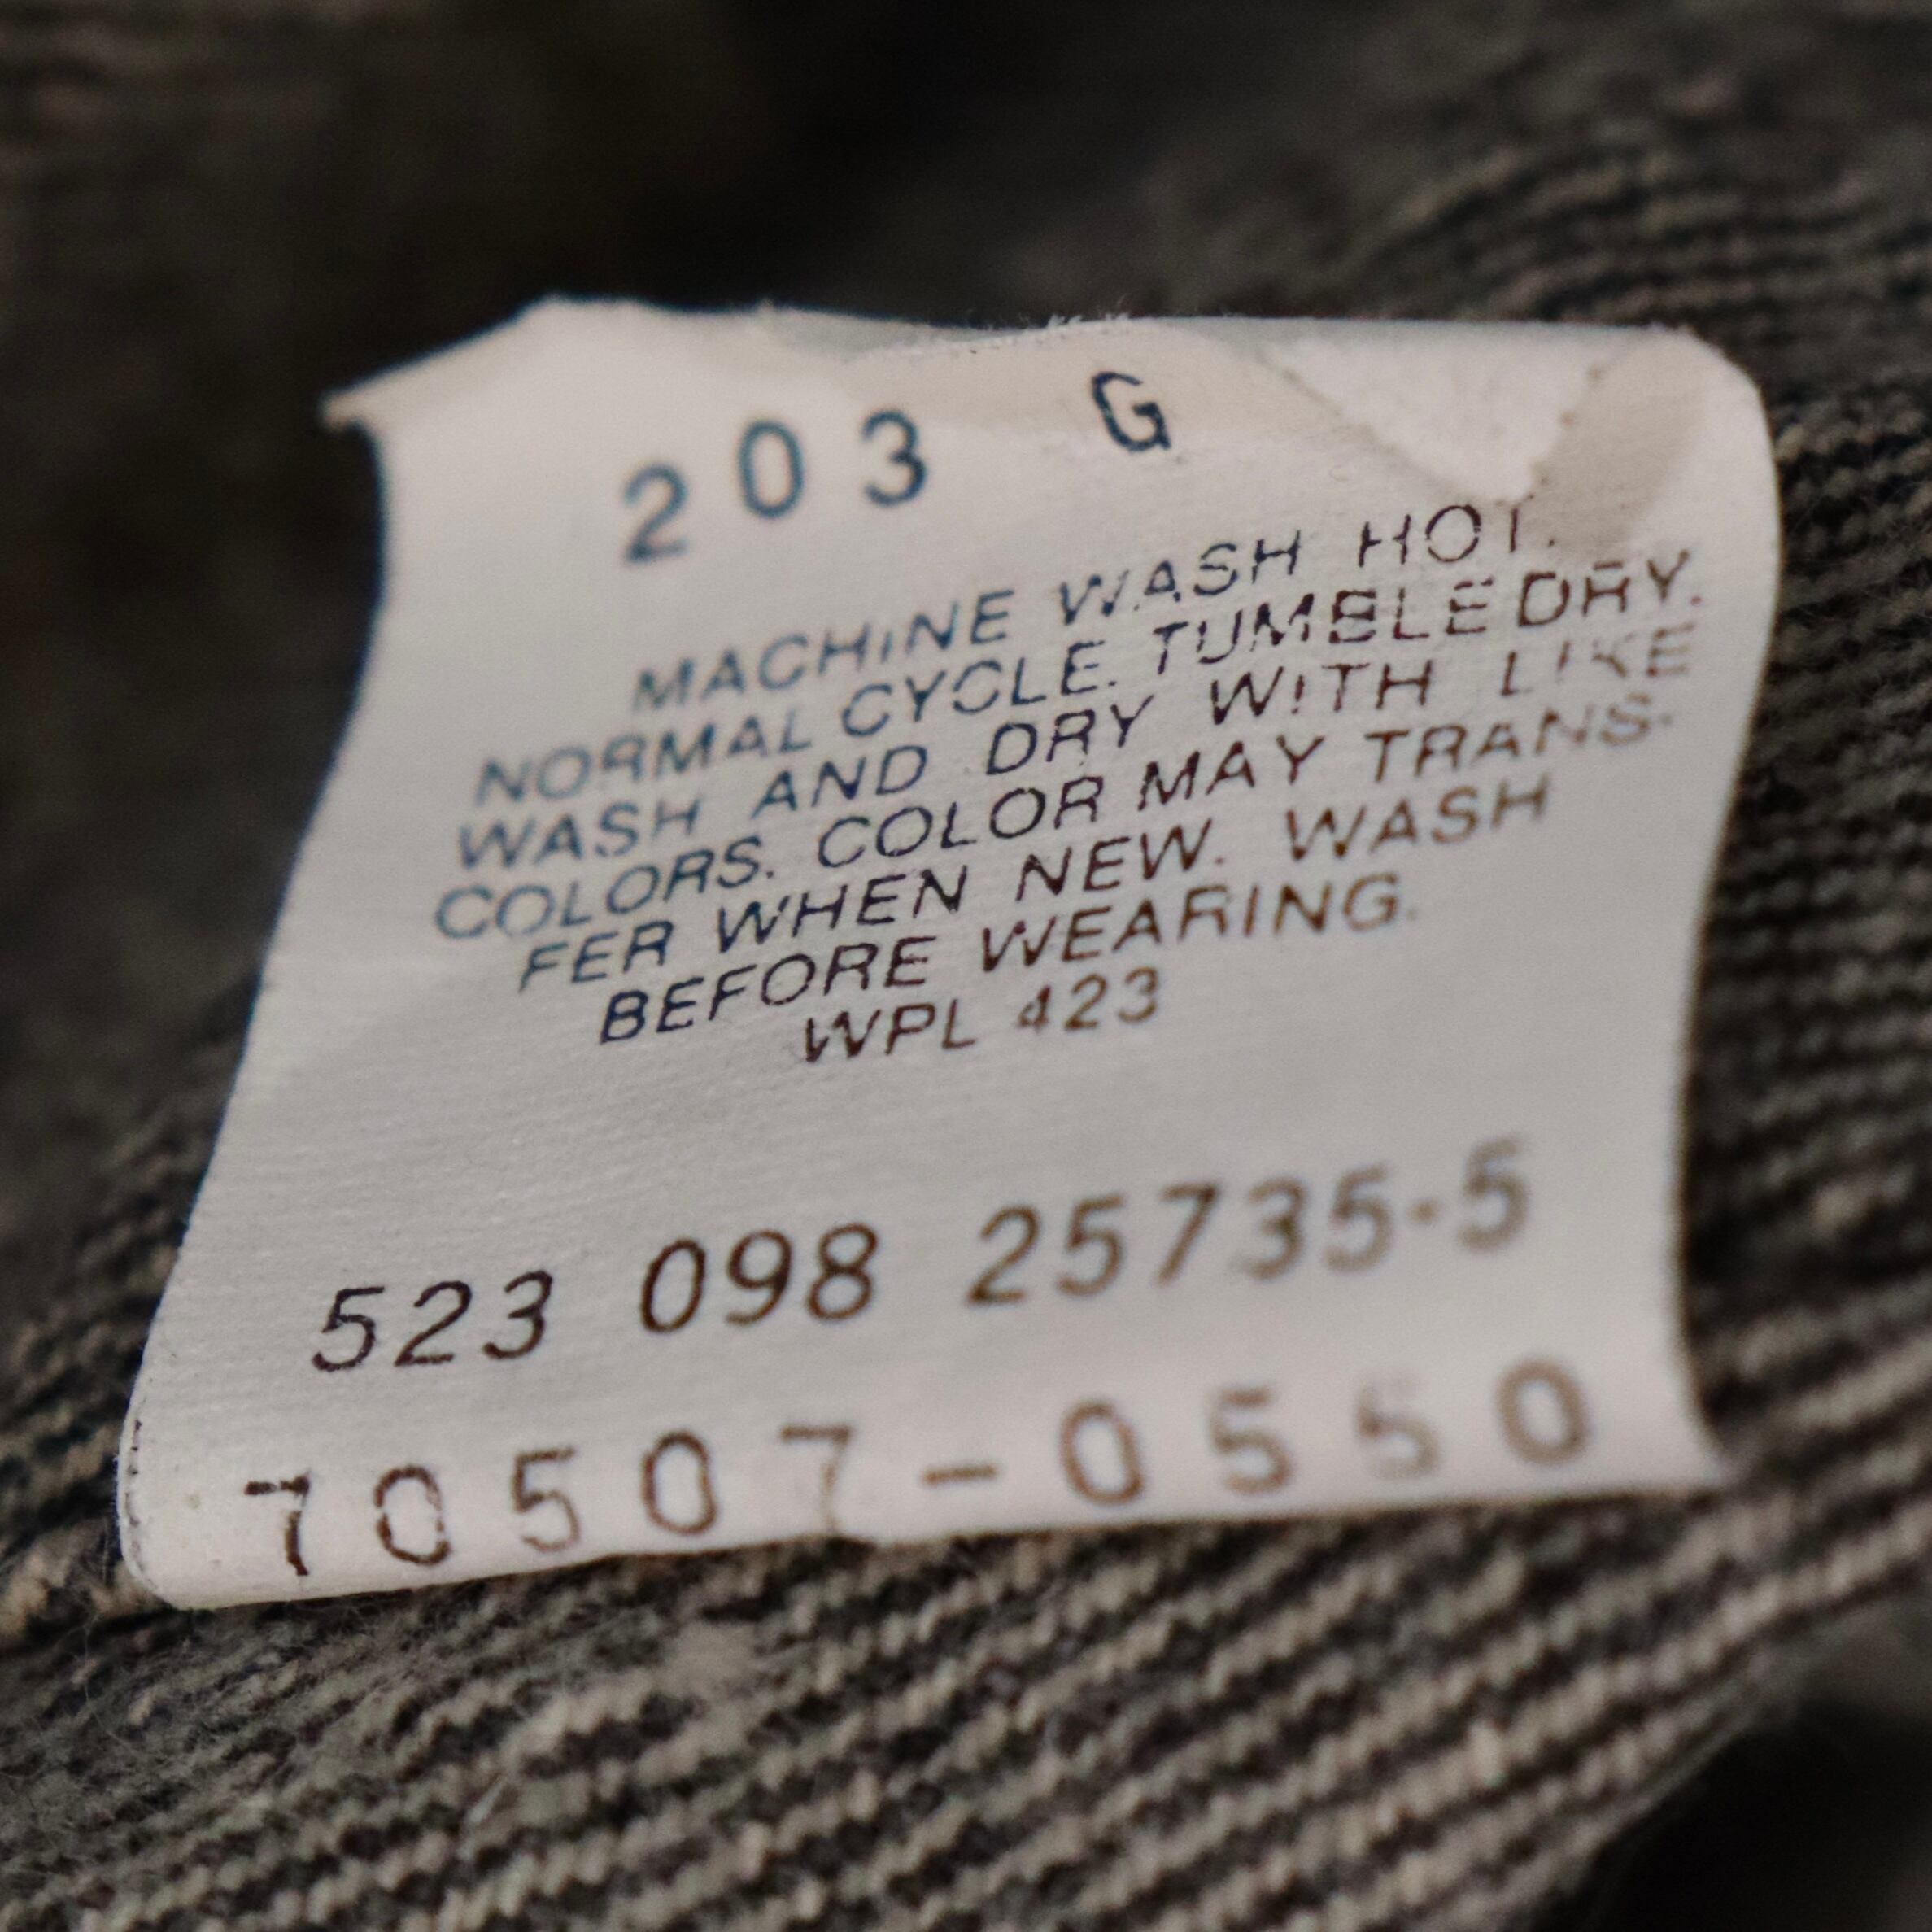 203 G
MACHINE WASH HOT.
NORMAL CYCLE. TUMBLE DRY.
WASH AND DRY WITH LIKE
COLORS. COLOR MAY TRANS-
FER WHEN NEW. WASH
BEFORE WEARING.
WPL 423
523 098 25735-5
70507-0550